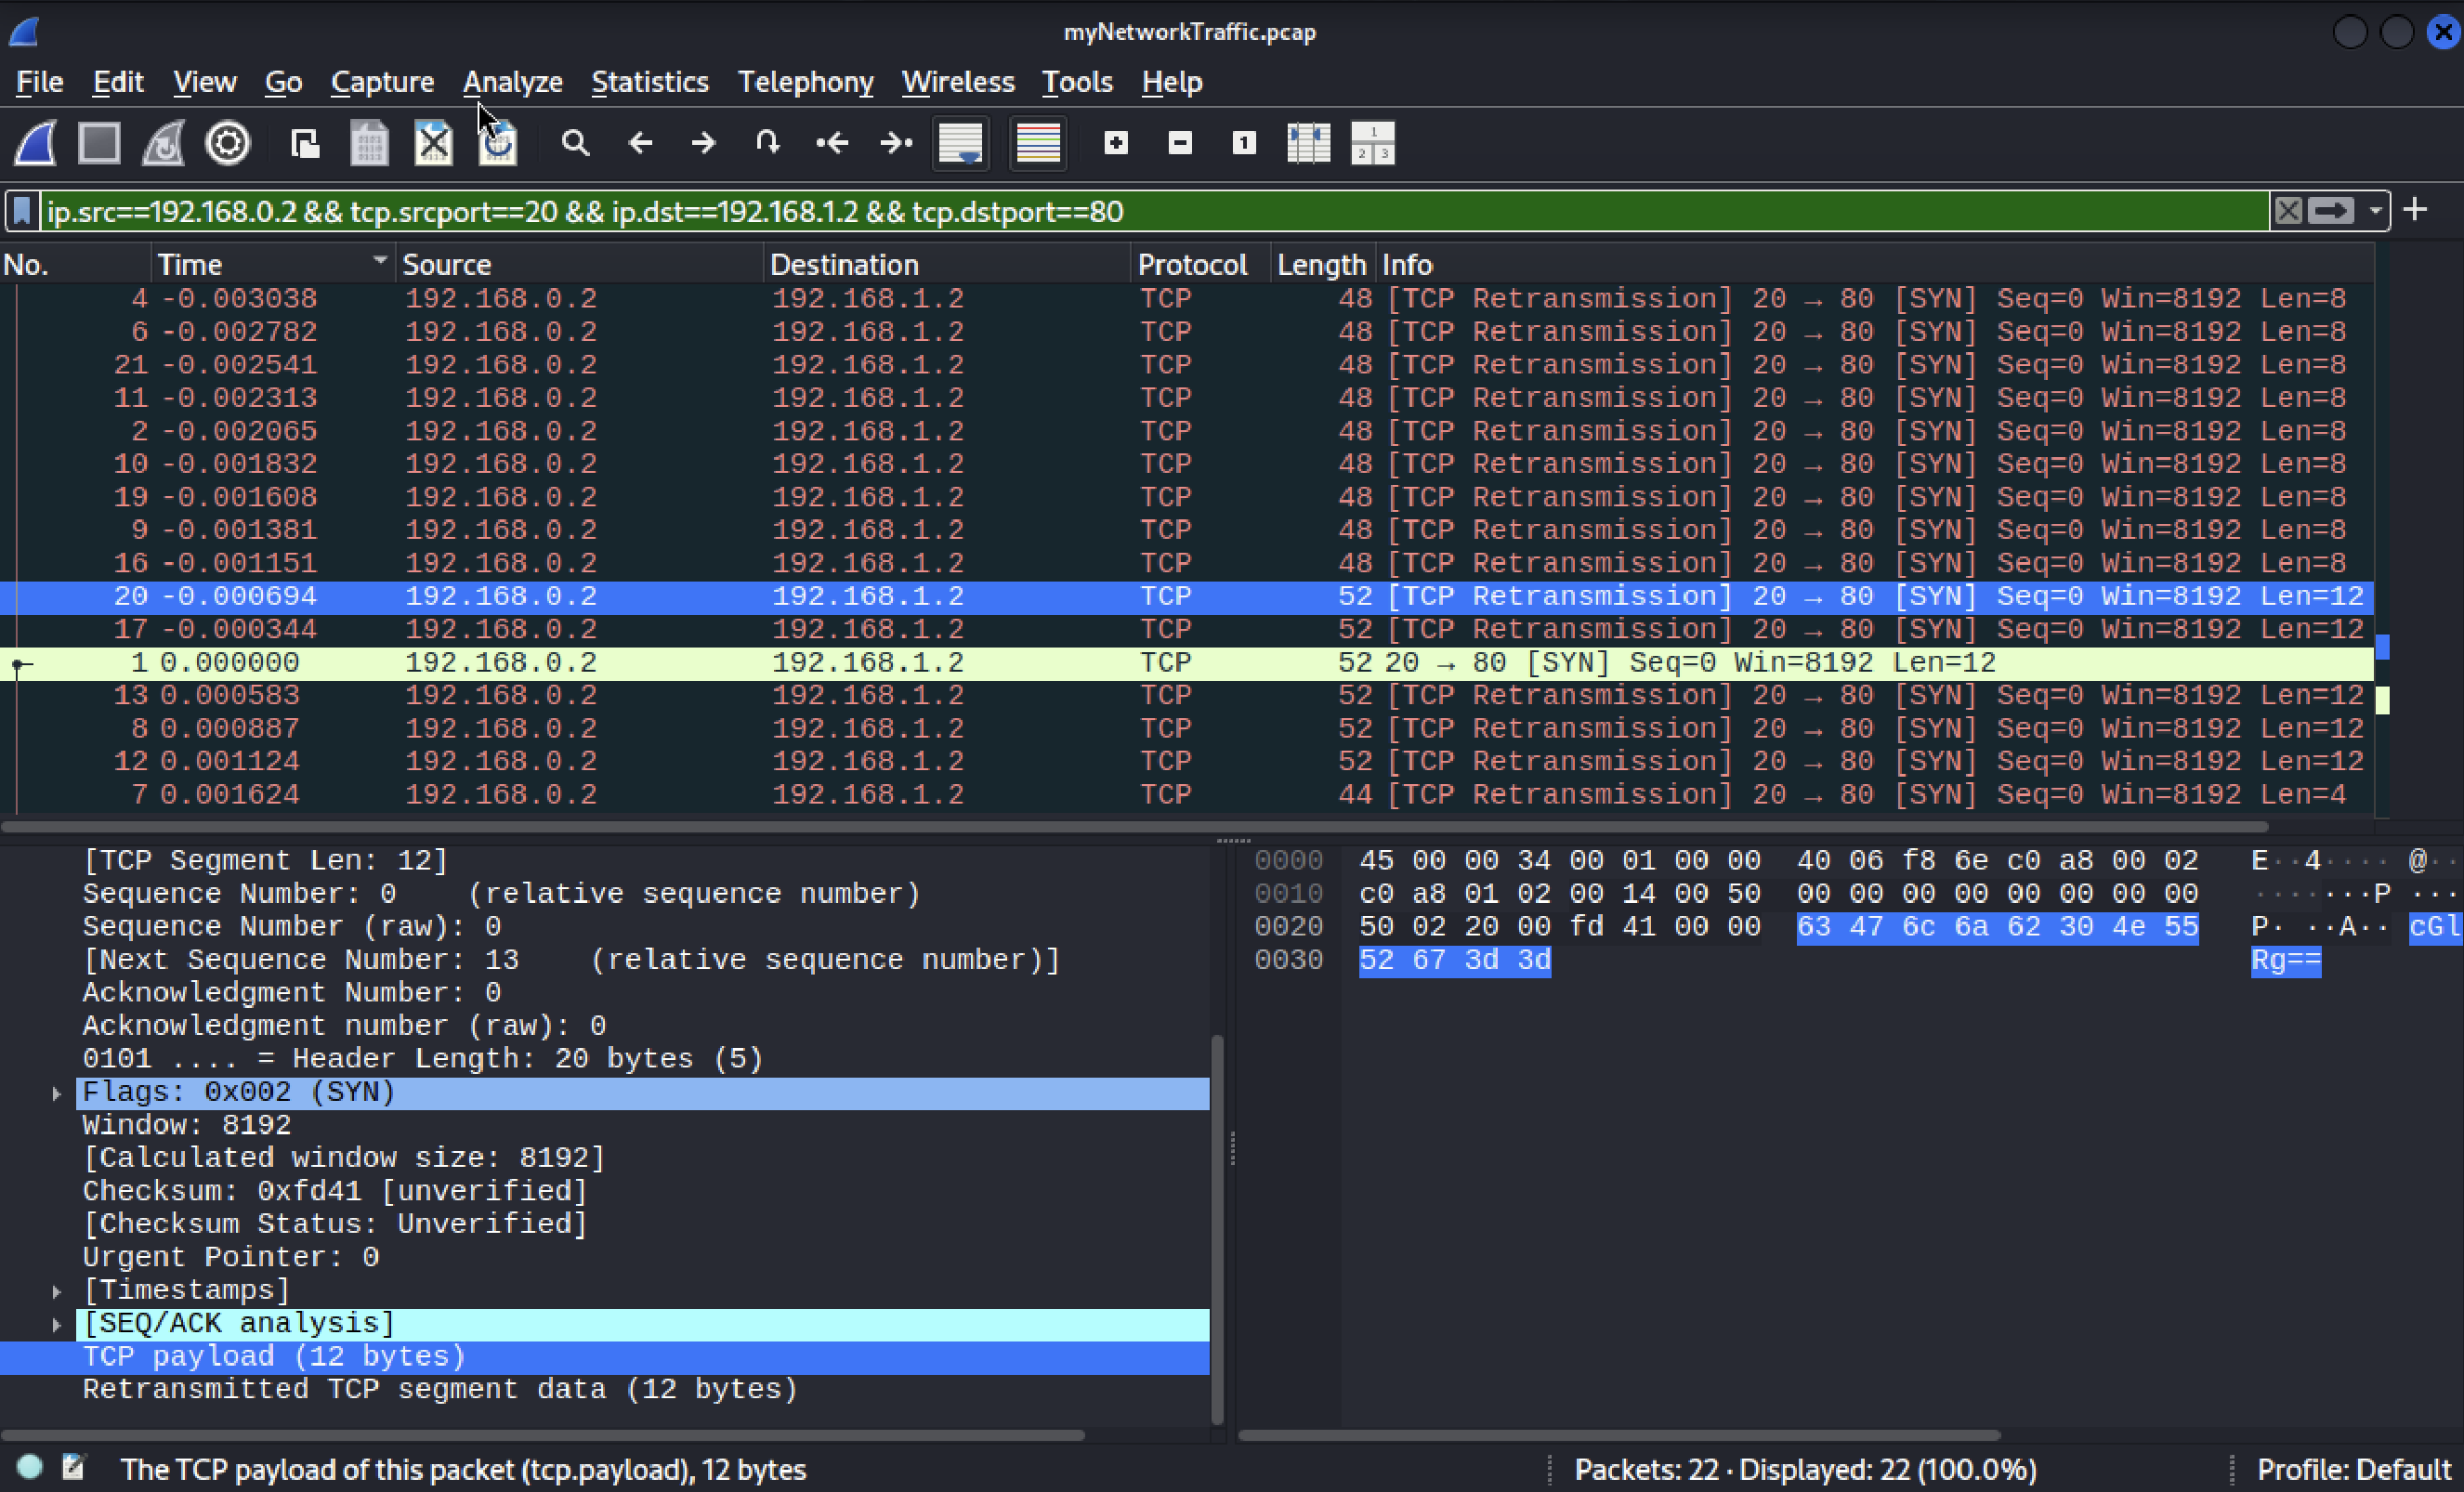 myNetworkTraffic.pcap
File Edit View Go Capture Analyze Statistics Telephony Wireless Tools Help
ip.src==192.168.0.2 && tcp.srcport==20 && ip.dst==192.168.1.2 && tcp.dstport==80
No. Time Source Destination Protocol Length Info
4 -0.003038 192.168.0.2 192.168.1.2 TCP 48 [TCP Retransmission] 20 → 80 [SYN] Seq=0 Win=8192 Len=8
6 -0.002782 192.168.0.2 192.168.1.2 TCP 48 [TCP Retransmission] 20 → 80 [SYN] Seq=0 Win=8192 Len=8
21 -0.002541 192.168.0.2 192.168.1.2 TCP 48 [TCP Retransmission] 20 → 80 [SYN] Seq=0 Win=8192 Len=8
11 -0.002313 192.168.0.2 192.168.1.2 TCP 48 [TCP Retransmission] 20 → 80 [SYN] Seq=0 Win=8192 Len=8
2 -0.002065 192.168.0.2 192.168.1.2 TCP 48 [TCP Retransmission] 20 → 80 [SYN] Seq=0 Win=8192 Len=8
10 -0.001832 192.168.0.2 192.168.1.2 TCP 48 [TCP Retransmission] 20 → 80 [SYN] Seq=0 Win=8192 Len=8
19 -0.001608 192.168.0.2 192.168.1.2 TCP 48 [TCP Retransmission] 20 → 80 [SYN] Seq=0 Win=8192 Len=8
9 -0.001381 192.168.0.2 192.168.1.2 TCP 48 [TCP Retransmission] 20 → 80 [SYN] Seq=0 Win=8192 Len=8
16 -0.001151 192.168.0.2 192.168.1.2 TCP 48 [TCP Retransmission] 20 → 80 [SYN] Seq=0 Win=8192 Len=8
20 -0.000694 192.168.0.2 192.168.1.2 TCP 52 [TCP Retransmission] 20 → 80 [SYN] Seq=0 Win=8192 Len=12
17 -0.000344 192.168.0.2 192.168.1.2 TCP 52 [TCP Retransmission] 20 → 80 [SYN] Seq=0 Win=8192 Len=12
1 0.000000 192.168.0.2 192.168.1.2 TCP 52 20 → 80 [SYN] Seq=0 Win=8192 Len=12
13 0.000583 192.168.0.2 192.168.1.2 TCP 52 [TCP Retransmission] 20 → 80 [SYN] Seq=0 Win=8192 Len=12
8 0.000887 192.168.0.2 192.168.1.2 TCP 52 [TCP Retransmission] 20 → 80 [SYN] Seq=0 Win=8192 Len=12
12 0.001124 192.168.0.2 192.168.1.2 TCP 52 [TCP Retransmission] 20 → 80 [SYN] Seq=0 Win=8192 Len=12
7 0.001624 192.168.0.2 192.168.1.2 TCP 44 [TCP Retransmission] 20 → 80 [SYN] Seq=0 Win=8192 Len=4
[TCP Segment Len: 12]
Sequence Number: 0 (relative sequence number)
Sequence Number (raw): 0
[Next Sequence Number: 13 (relative sequence number)]
Acknowledgment Number: 0
Acknowledgment number (raw): 0
0101 .... = Header Length: 20 bytes (5)
Flags: 0x002 (SYN)
Window: 8192
[Calculated window size: 8192]
Checksum: 0xfd41 [unverified]
[Checksum Status: Unverified]
Urgent Pointer: 0
[Timestamps]
[SEQ/ACK analysis]
TCP payload (12 bytes)
Retransmitted TCP segment data (12 bytes)
0000 45 00 00 34 00 01 00 00 40 06 f8 6e c0 a8 00 02 E··4···· @··
0010 c0 a8 01 02 00 14 00 50 00 00 00 00 00 00 00 00 ·······P ···
0020 50 02 20 00 fd 41 00 00 63 47 6c 6a 62 30 4e 55 P· ··A·· cGl
0030 52 67 3d 3d Rg==
The TCP payload of this packet (tcp.payload), 12 bytes
Packets: 22 · Displayed: 22 (100.0%)
Profile: Default